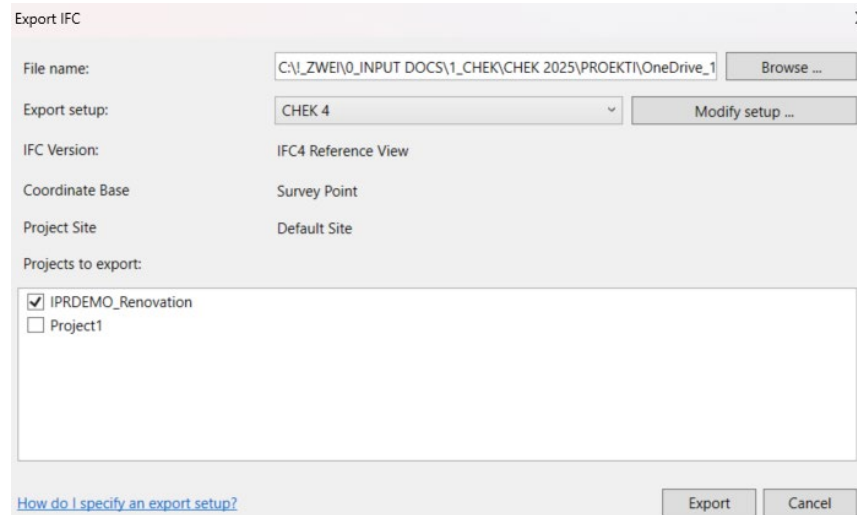 Export IFC
File name: C:\!_ZWEI\0_INPUT DOCS\1_CHEK\CHEK 2025\PROEKTI\OneDrive_1 Browse ...
Export setup: CHEK 4 Modify setup ...
IFC Version: IFC4 Reference View
Coordinate Base Survey Point
Project Site Default Site
Projects to export:
IPRDEMO_Renovation
Project1
How do I specify an export setup? Export Cancel